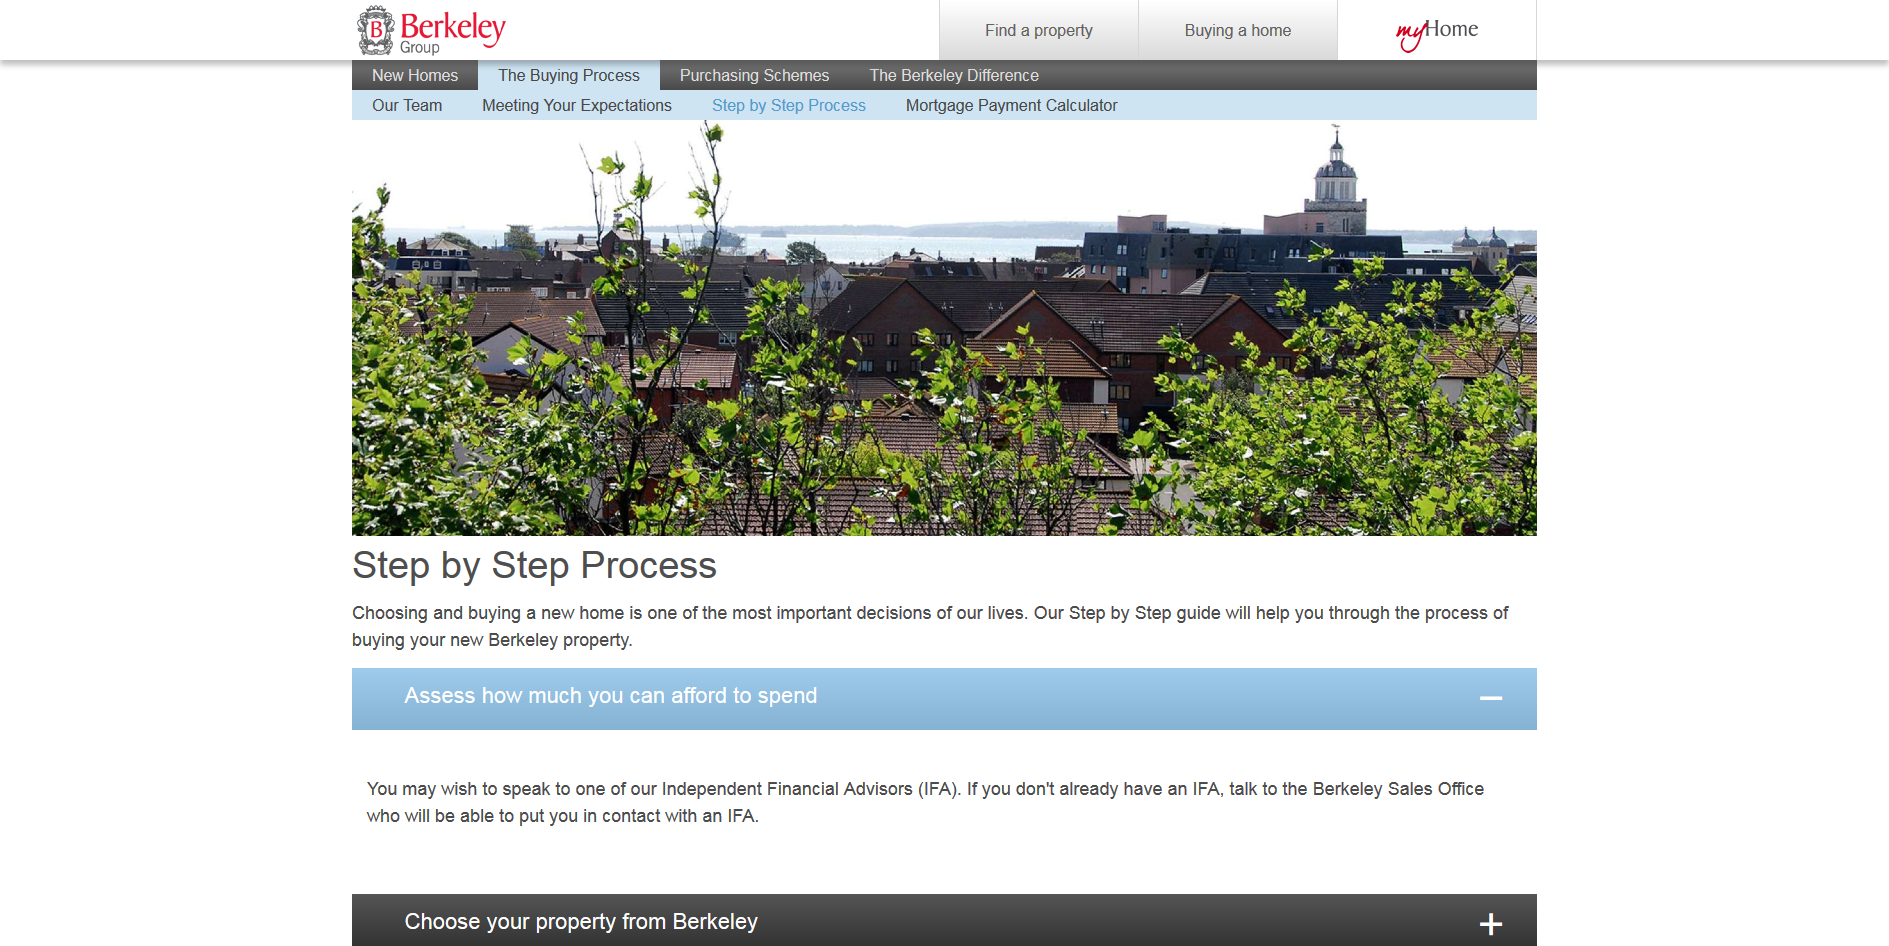 B Berkeley
Group
Find a property
Buying a home
myHome
New Homes
The Buying Process
Purchasing Schemes
The Berkeley Difference
Our Team
Meeting Your Expectations
Step by Step Process
Mortgage Payment Calculator
Step by Step Process
Choosing and buying a new home is one of the most important decisions of our lives. Our Step by Step guide will help you through the process of
buying your new Berkeley property.
Assess how much you can afford to spend
You may wish to speak to one of our Independent Financial Advisors (IFA). If you don't already have an IFA, talk to the Berkeley Sales Office
who will be able to put you in contact with an IFA.
Choose your property from Berkeley